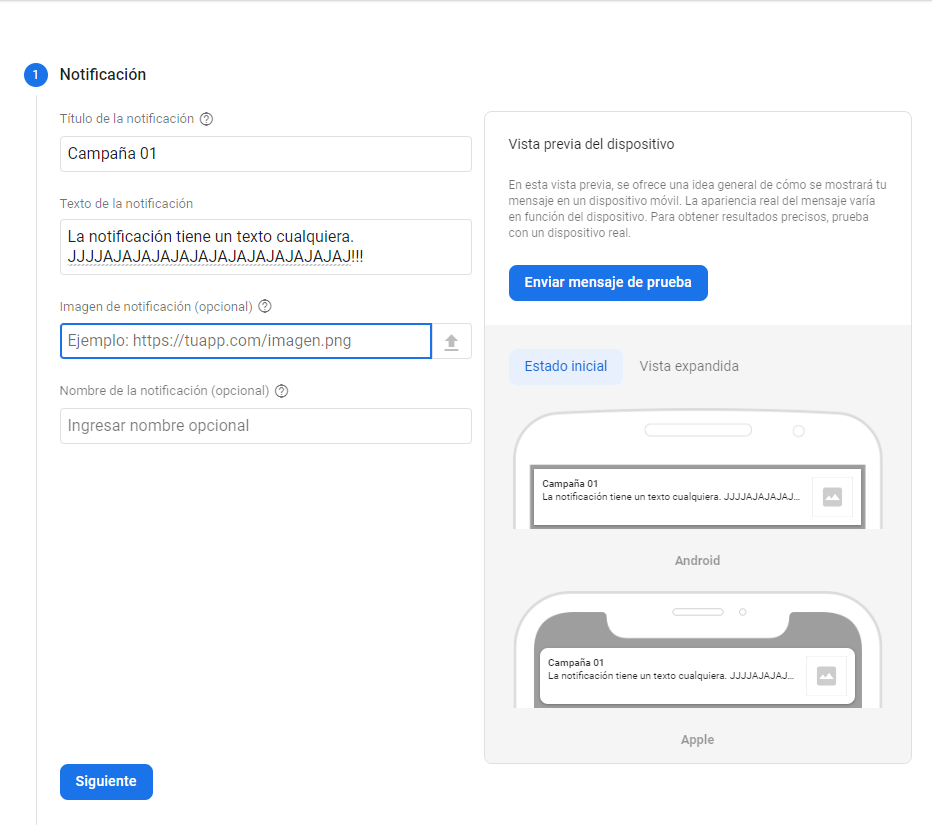 1 Notificación
Título de la notificación
Campaña 01
Texto de la notificación
La notificación tiene un texto cualquiera.
JJJJAJAJAJAJAJAJAJAJAJAJAJAJ!!!
Imagen de notificación (opcional)
Ejemplo: https://tuapp.com/imagen.png
Nombre de la notificación (opcional)
Ingresar nombre opcional
Siguiente
Vista previa del dispositivo
En esta vista previa, se ofrece una idea general de cómo se mostrará tu
mensaje en un dispositivo móvil. La apariencia real del mensaje varía
en función del dispositivo. Para obtener resultados precisos, prueba
con un dispositivo real.
Enviar mensaje de prueba
Estado inicial Vista expandida
Campaña 01
La notificación tiene un texto cualquiera. JJJJAJAJAJAJ...
Android
Campaña 01
La notificación tiene un texto cualquiera. JJJJAJAJAJ...
Apple